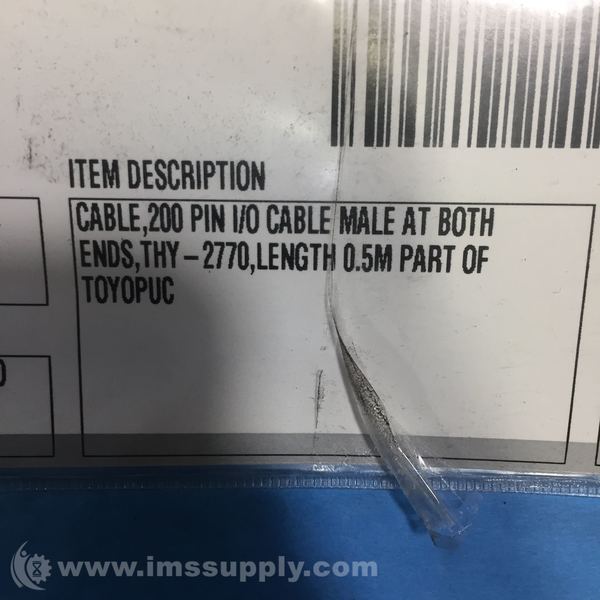 ITEM DESCRIPTION
CABLE,200 PIN I/O CABLE MALE AT BOTH
ENDS,THY-2770,LENGTH 0.5M PART OF
TOYOPUC
www.imssupply.com